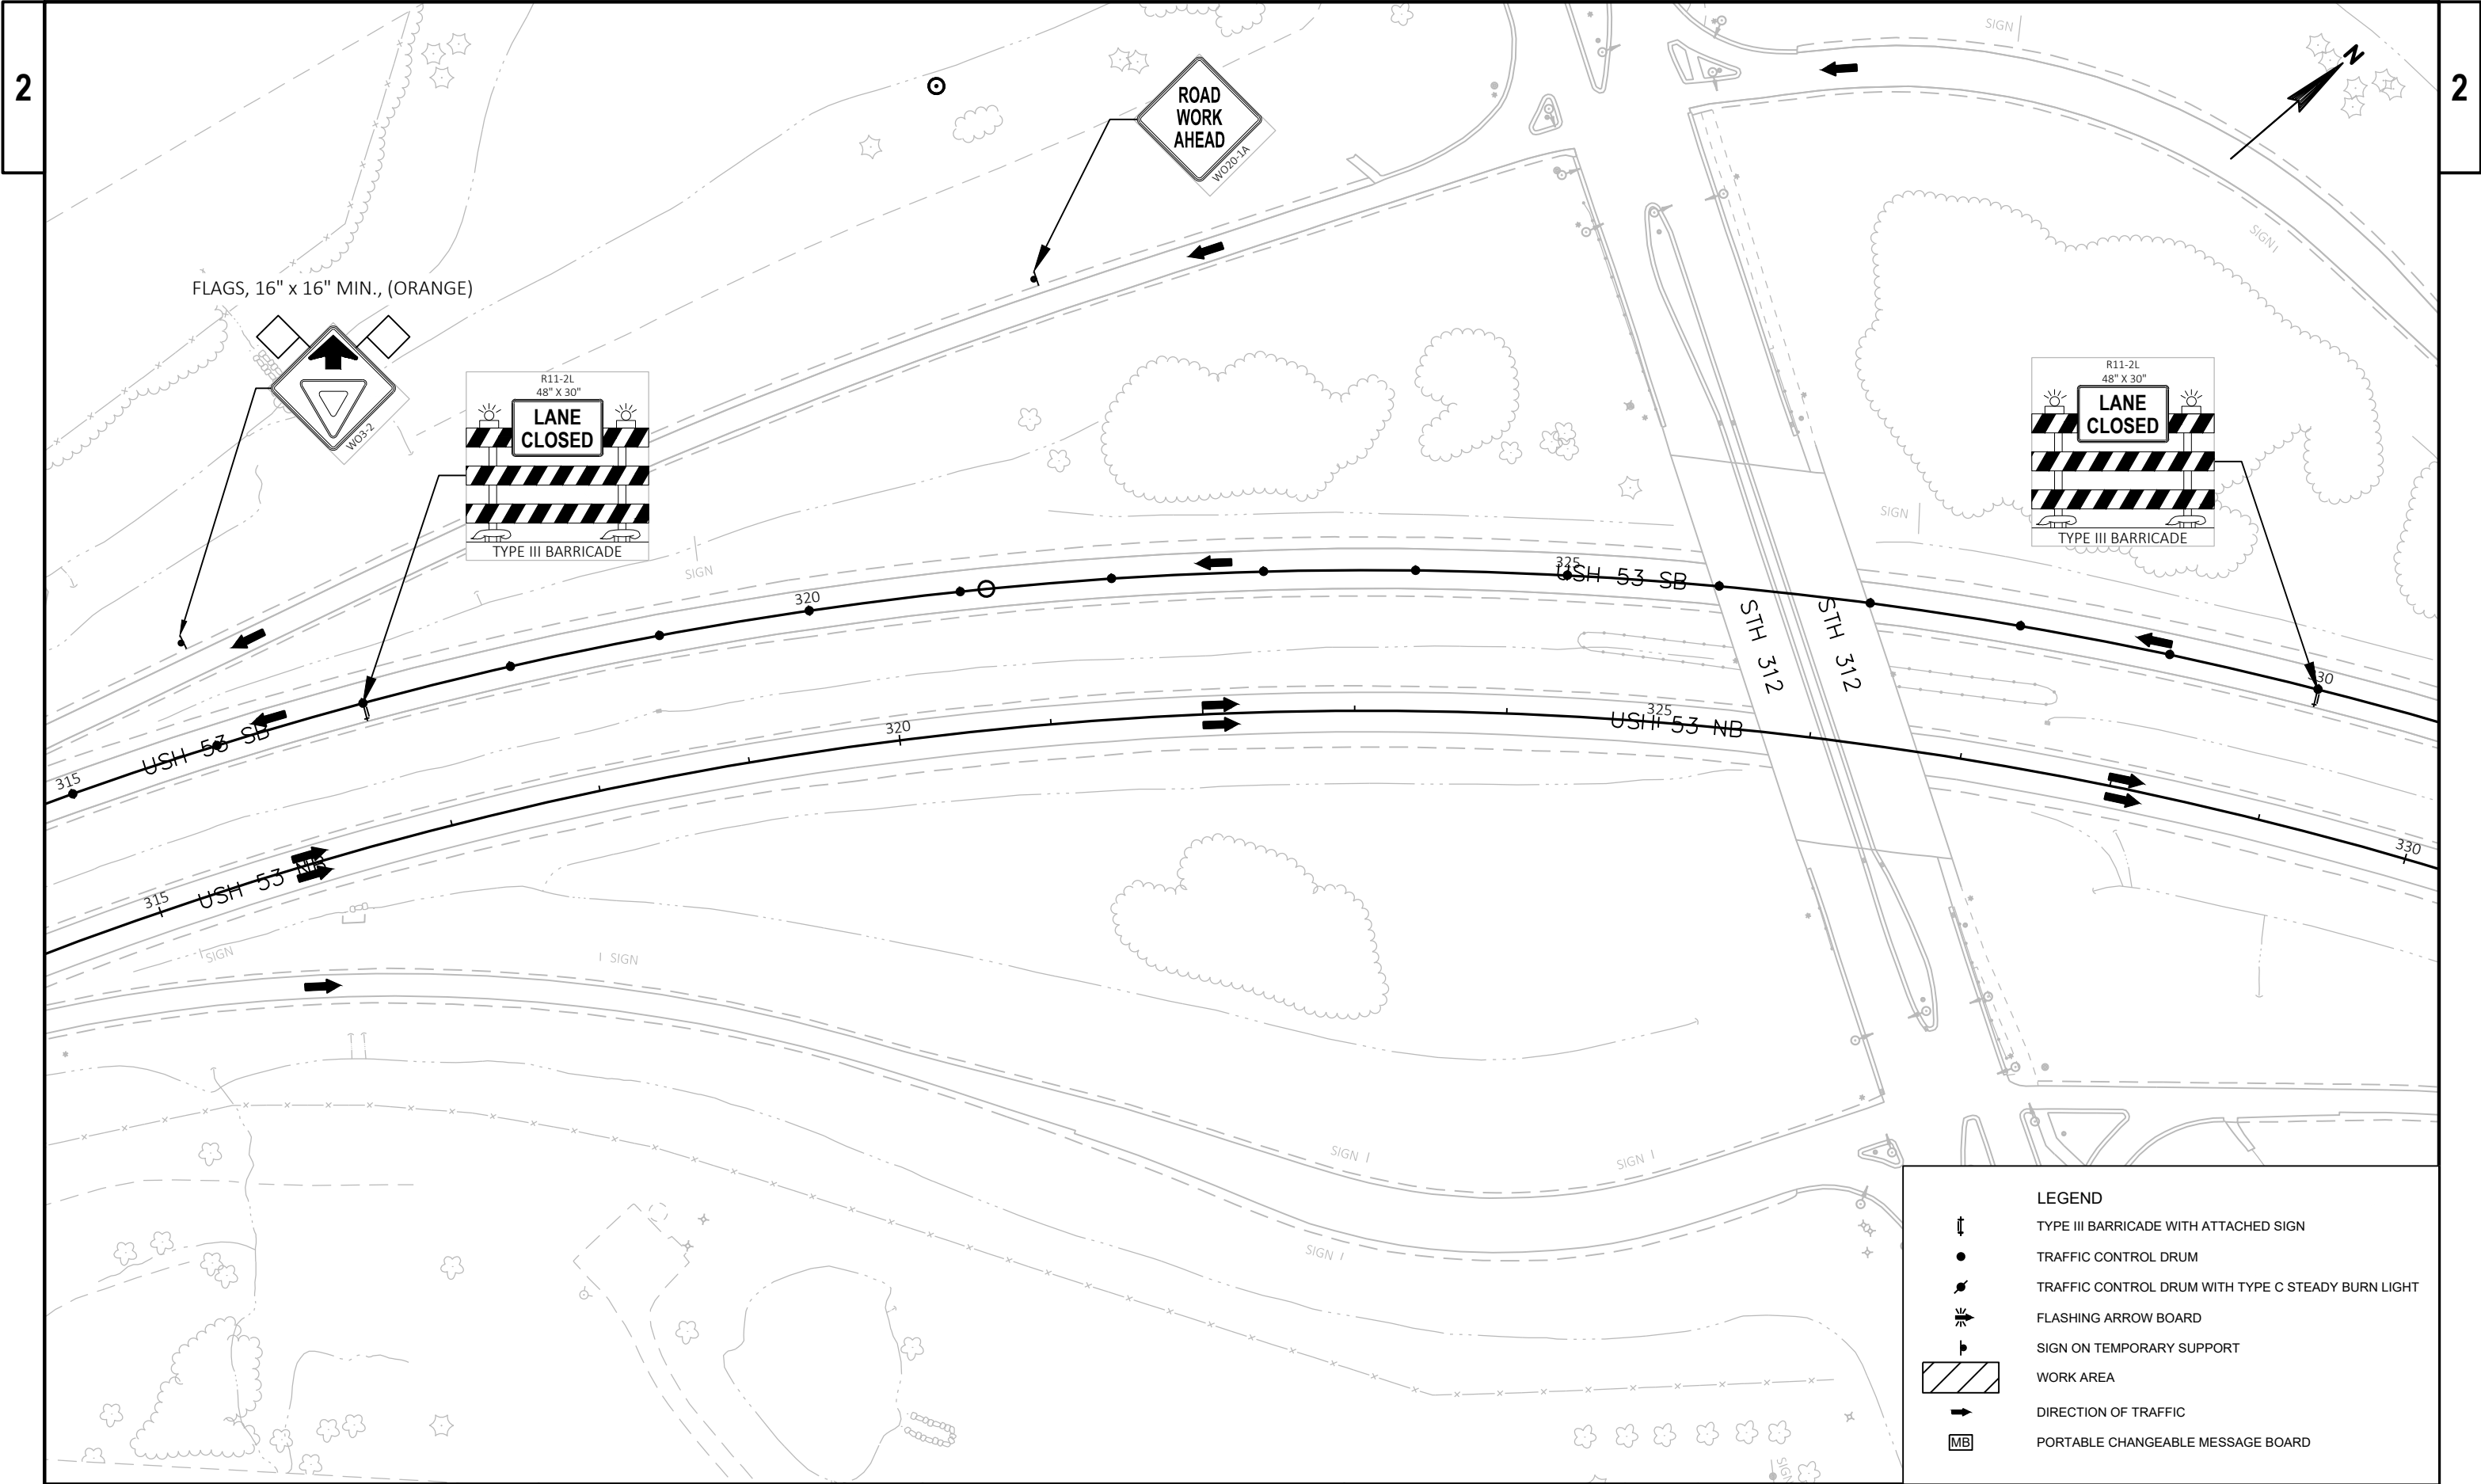 2
2
N
SIGN
ROAD
WORK
AHEAD
WO20-1A
SIGN
FLAGS, 16" x 16" MIN., (ORANGE)
WO3-2
R11-2L
48" X 30"
LANE
CLOSED
TYPE III BARRICADE
R11-2L
48" X 30"
LANE
CLOSED
TYPE III BARRICADE
SIGN
SIGN
325
USH 53 SB
320
STH 312
STH 312
330
USH 53 SB
315
320
325
USH 53 NB
330
315
USH 53 NB
SIGN
SIGN
SIGN
SIGN
SIGN
SIGN
LEGEND
TYPE III BARRICADE WITH ATTACHED SIGN
TRAFFIC CONTROL DRUM
TRAFFIC CONTROL DRUM WITH TYPE C STEADY BURN LIGHT
FLASHING ARROW BOARD
SIGN ON TEMPORARY SUPPORT
WORK AREA
DIRECTION OF TRAFFIC
MB PORTABLE CHANGEABLE MESSAGE BOARD